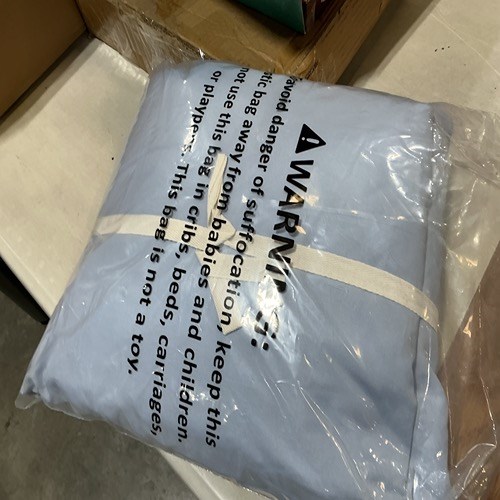 WARNING:
avoid danger of suffocation, keep this
bag away from babies and children.
not use this bag in cribs, beds, carriages,
or playpens. This bag is not a toy.